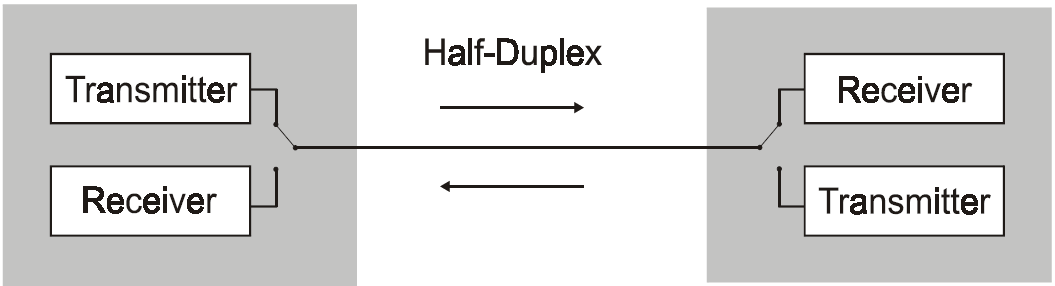 Half-Duplex
Transmitter
Receiver
Receiver
Transmitter